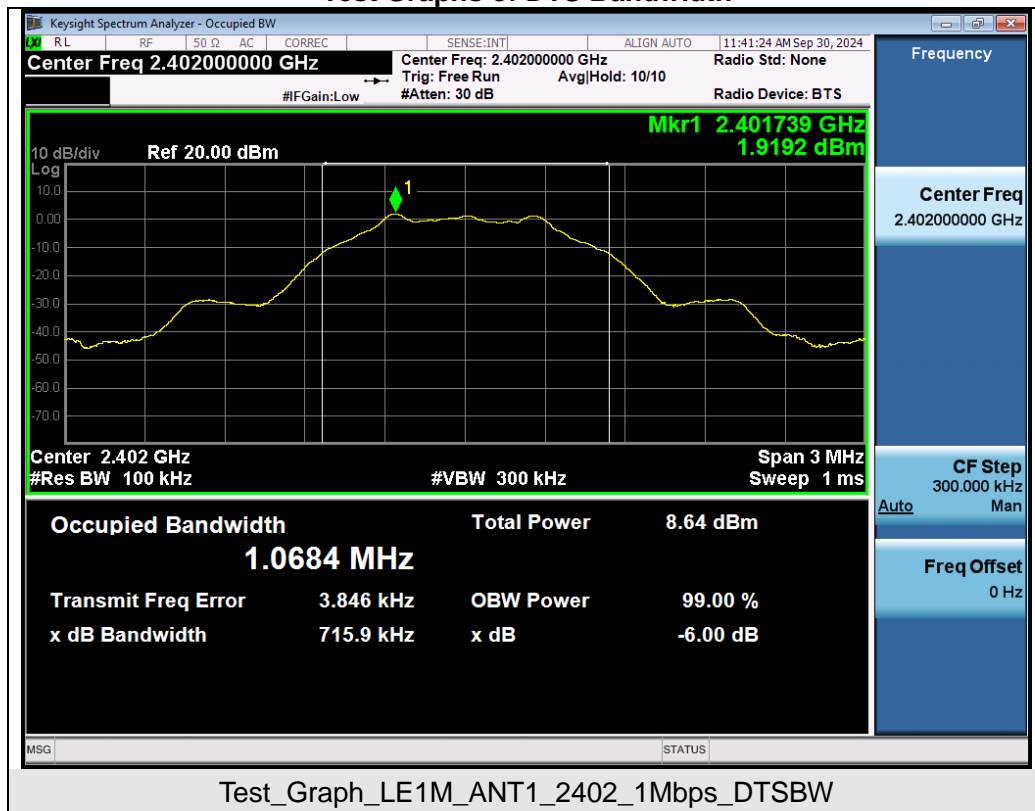 Test Graphs of DTS Bandwidth
Keysight Spectrum Analyzer - Occupied BW
LXI RL RF 50 Ω AC CORREC SENSE:INT ALIGN AUTO 11:41:24 AM Sep 30, 2024
Center Freq 2.402000000 GHz
Center Freq: 2.402000000 GHz Radio Std: None
Trig: Free Run Avg|Hold: 10/10
#IFGain:Low #Atten: 30 dB Radio Device: BTS
Mkr1 2.401739 GHz
1.9192 dBm
10 dB/div Ref 20.00 dBm
Log
10.0
0.00
-10.0
-20.0
-30.0
-40.0
-50.0
-60.0
-70.0
1
Center 2.402 GHz Span 3 MHz
#Res BW 100 kHz #VBW 300 kHz Sweep 1 ms
Occupied Bandwidth Total Power 8.64 dBm
1.0684 MHz
Transmit Freq Error 3.846 kHz OBW Power 99.00 %
x dB Bandwidth 715.9 kHz x dB -6.00 dB
Frequency
Center Freq
2.402000000 GHz
CF Step
300.000 kHz
Auto Man
Freq Offset
0 Hz
MSG STATUS
Test_Graph_LE1M_ANT1_2402_1Mbps_DTSBW